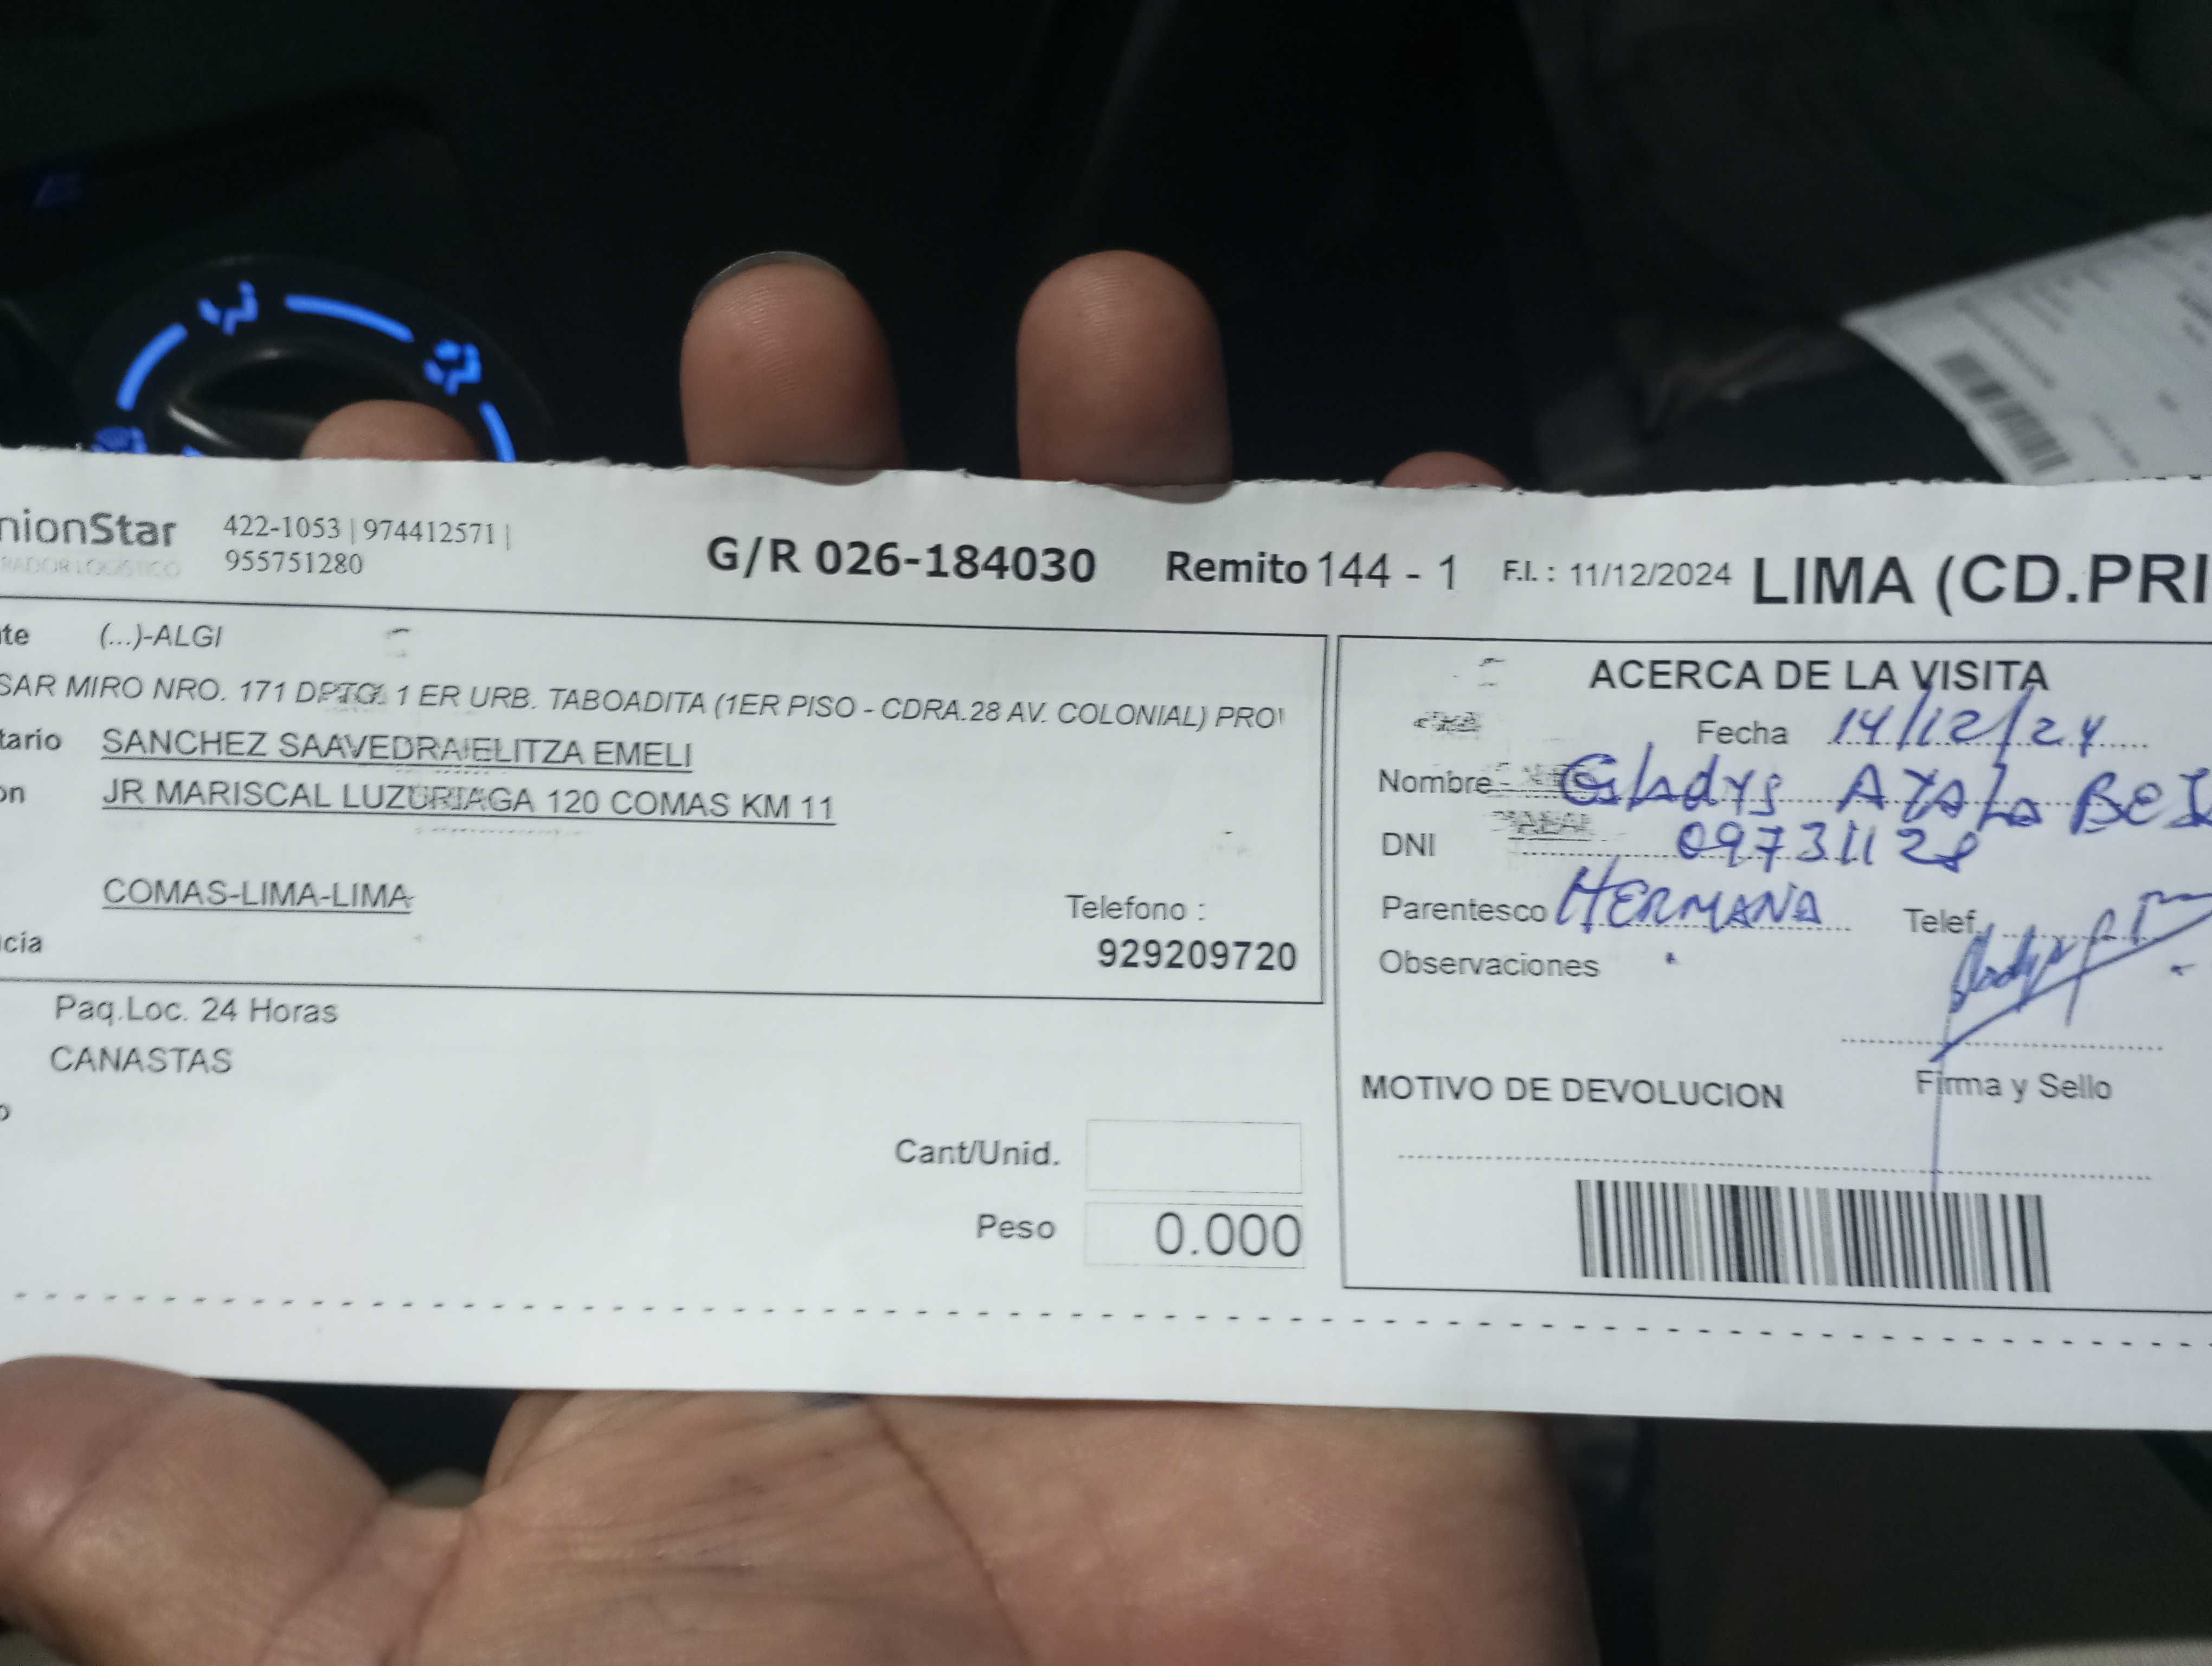 nionStar
RADOR LOGISTICO
422-1053 | 974412571 |
955751280
G/R 026-184030 Remito 144 - 1 F.I. : 11/12/2024 LIMA (CD.PRI
te (...)-ALGI
SAR MIRO NRO. 171 DPTO. 1 ER URB. TABOADITA (1ER PISO - CDRA.28 AV. COLONIAL) PRO
tario SANCHEZ SAAVEDRA ELITZA EMELI
on JR MARISCAL LUZURIAGA 120 COMAS KM 11
COMAS-LIMA-LIMA
Telefono :
cia 929209720
Paq.Loc. 24 Horas
CANASTAS
o
Cant/Unid.
Peso 0.000
ACERCA DE LA VISITA
Fecha 14/12/24
Nombre Gladys AYALA
DNI 09731128
Parentesco HERMANA Telef.
Observaciones
Firma y Sello
MOTIVO DE DEVOLUCION